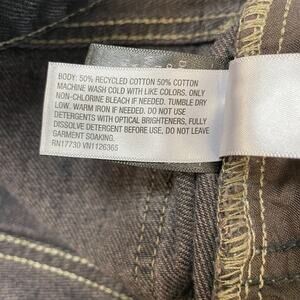 BODY: 50% RECYCLED COTTON 50% COTTON
MACHINE WASH COLD WITH LIKE COLORS. ONLY
NON-CHLORINE BLEACH IF NEEDED. TUMBLE DRY
LOW. WARM IRON IF NEEDED. DO NOT USE
DETERGENTS WITH OPTICAL BRIGHTENERS, FULLY
DISSOLVE DETERGENT BEFORE USE, DO NOT LEAVE
GARMENT SOAKING.
RN17730 VN1126365